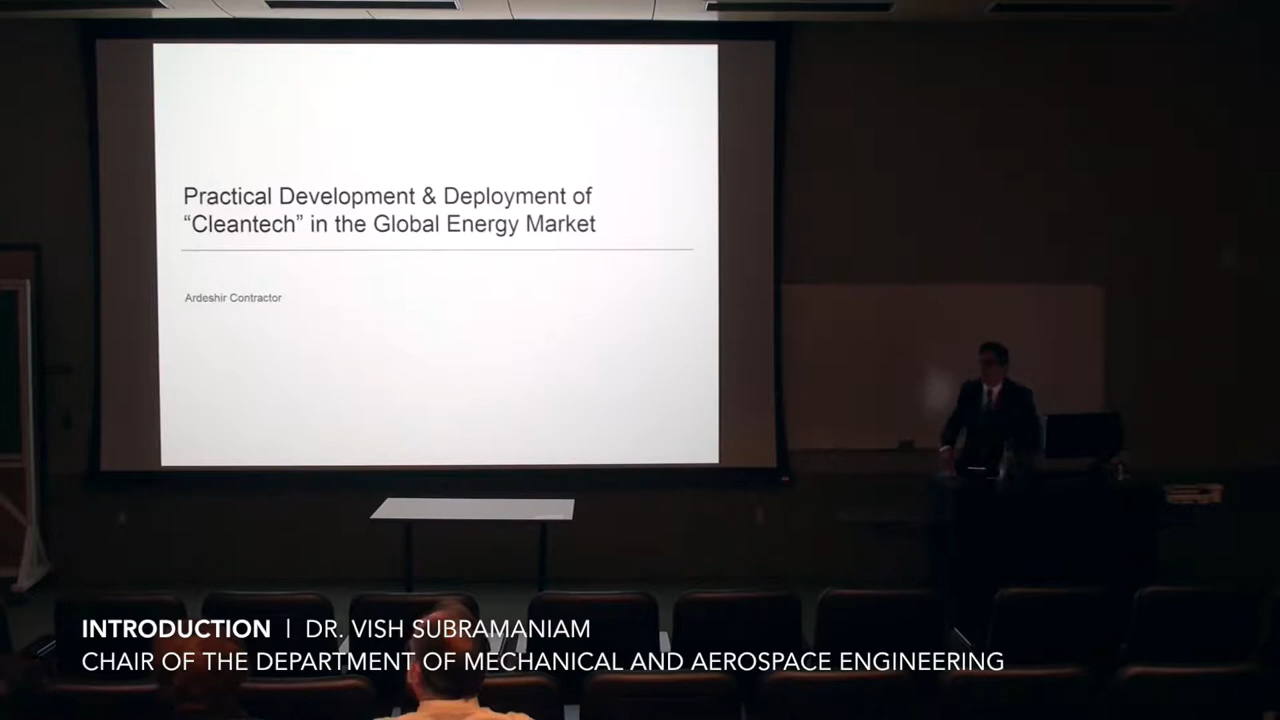 Practical Development & Deployment of
“Cleantech” in the Global Energy Market
Ardeshir Contractor
INTRODUCTION | DR. VISH SUBRAMANIAM
CHAIR OF THE DEPARTMENT OF MECHANICAL AND AEROSPACE ENGINEERING